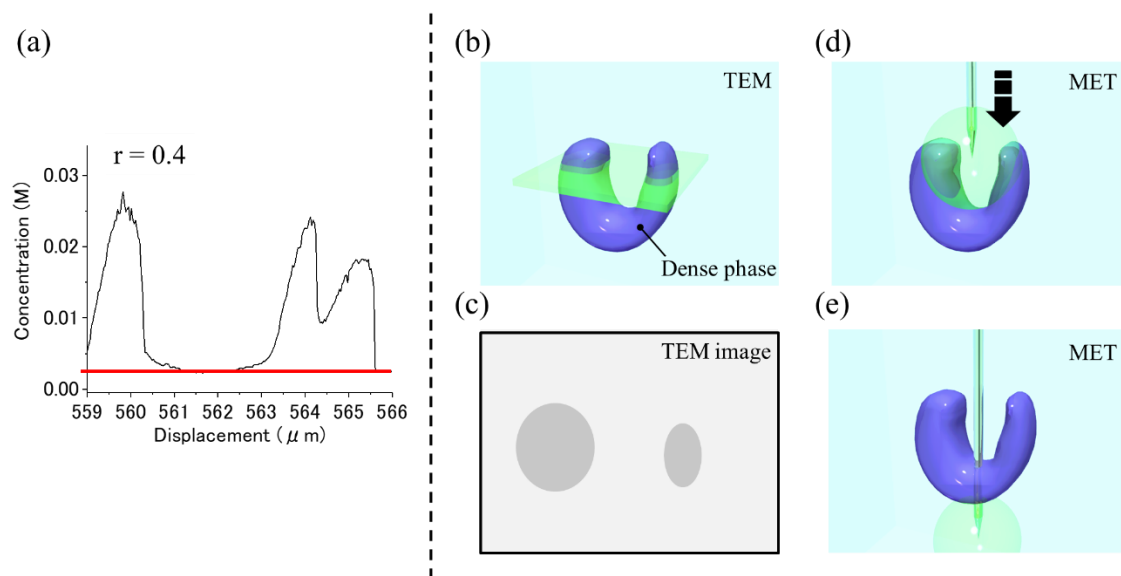 (a)
r = 0.4
Concentration (M)
0.03
0.02
0.01
0.00
559 560 561 562 563 564 565 566
Displacement ( μ m)
(b)
TEM
Dense phase
(c)
TEM image
(d)
MET
(e)
MET